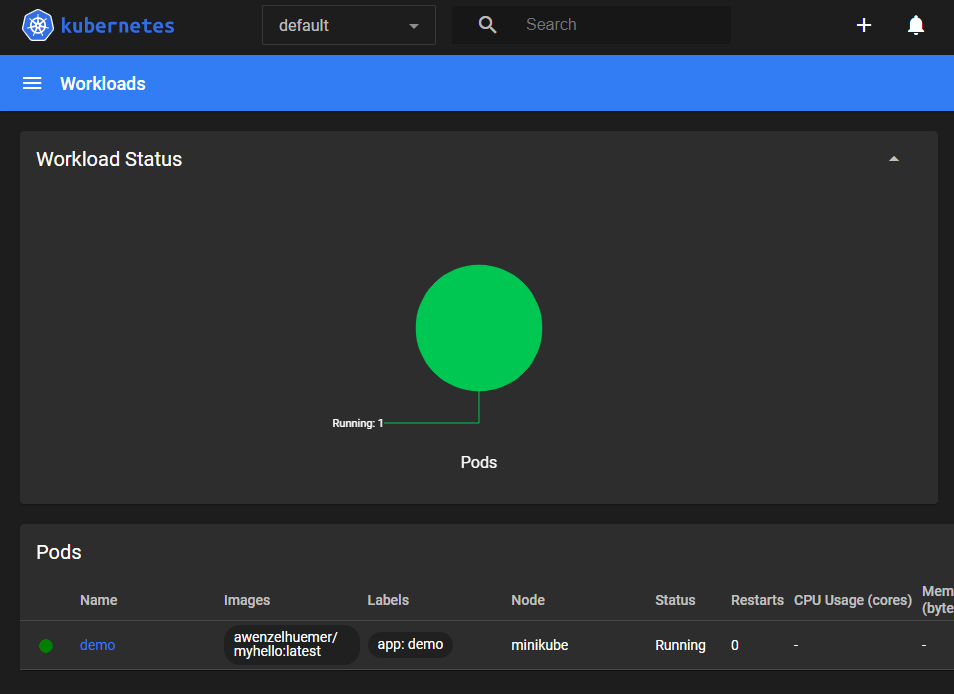 kubernetes
default
Search
Workloads
Workload Status
Running: 1
Pods
Pods
Name Images Labels Node Status Restarts CPU Usage (cores) Mem
(byte
demo awenzelhuemer/ app: demo minikube Running 0 - -
myhello:latest